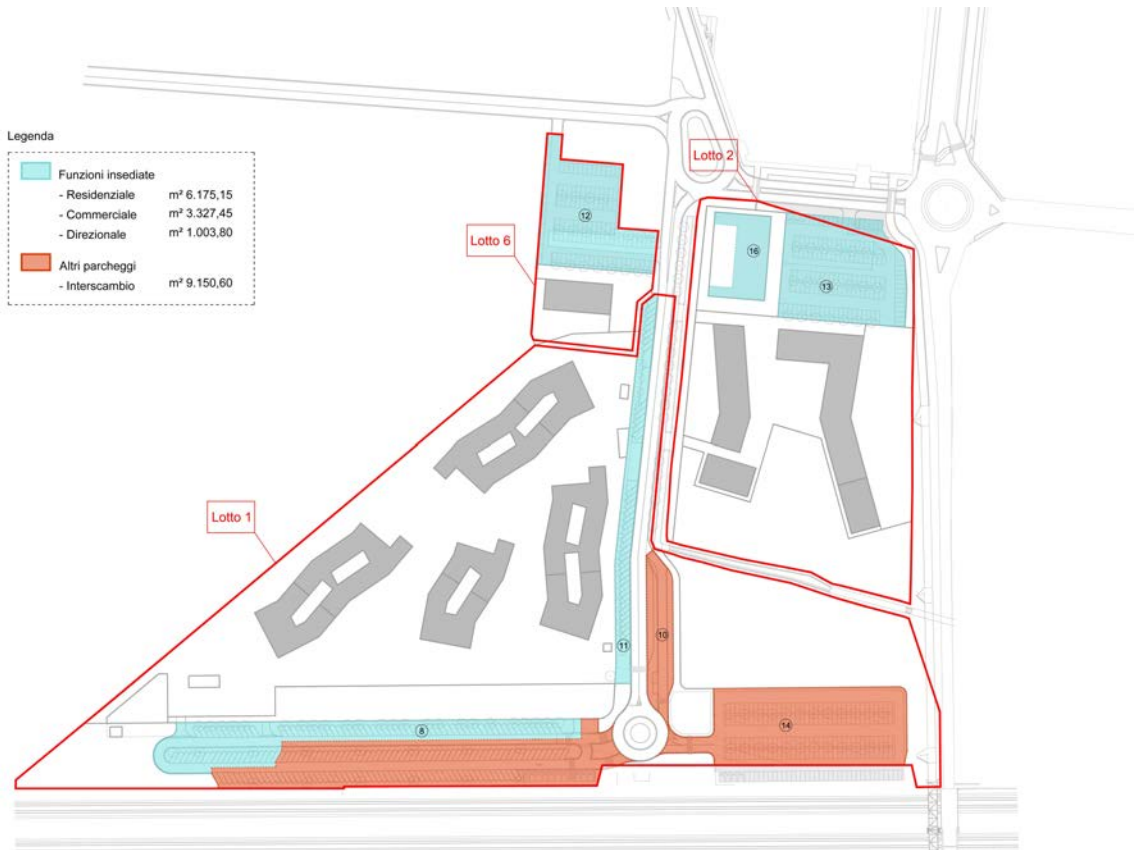 Legenda
Funzioni insediate
- Residenziale m² 6.175,15
- Commerciale m² 3.327,45
- Direzionale m² 1.003,80
Altri parcheggi
- Interscambio m² 9.150,60
Lotto 2
12
Lotto 6
16
13
Lotto 1
11
10
8
14